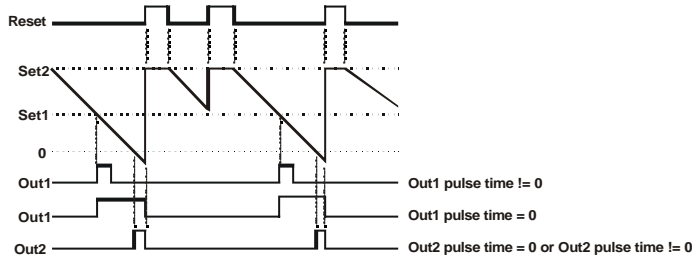 Reset
Set2
Set1
0
Out1 Out1 pulse time != 0
Out1 Out1 pulse time = 0
Out2 Out2 pulse time = 0 or Out2 pulse time != 0